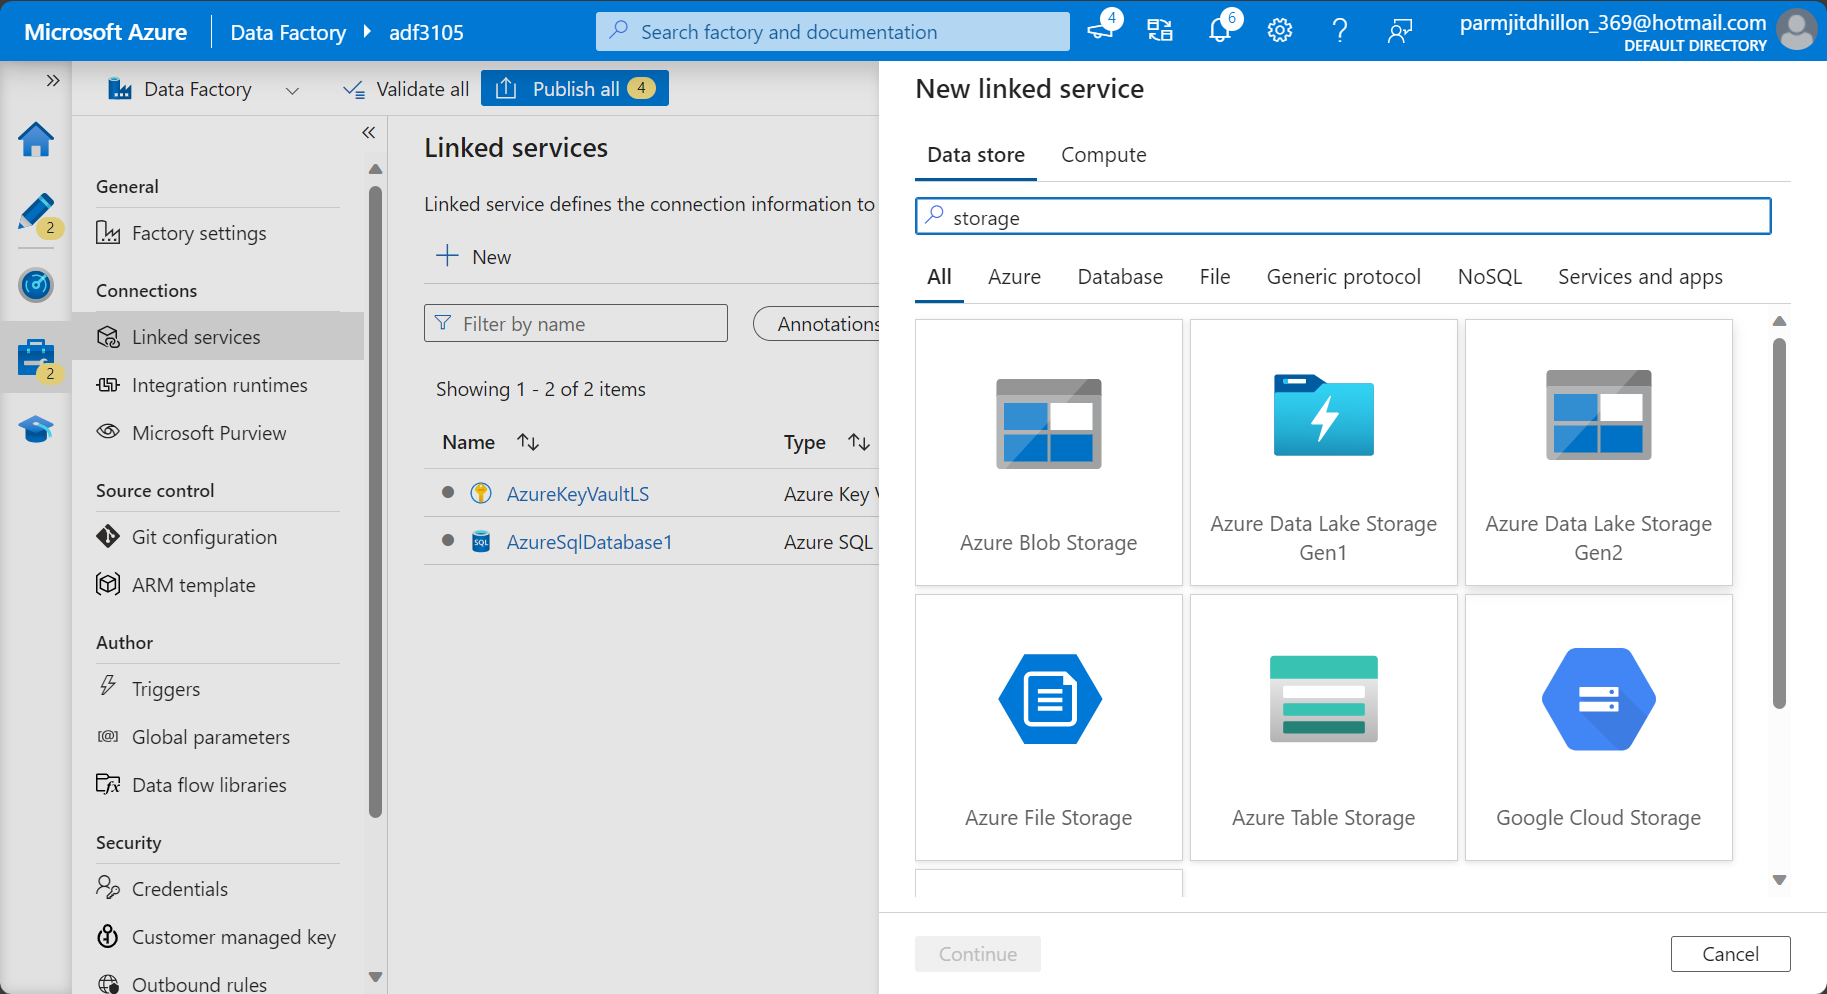 Microsoft Azure
Data Factory
adf3105
Search factory and documentation
4
6
parmjitdhillon_369@hotmail.com
DEFAULT DIRECTORY
Data Factory
Validate all
Publish all 4
2
2
General
Factory settings
Connections
Linked services
Integration runtimes
Microsoft Purview
Source control
Git configuration
ARM template
Author
Triggers
Global parameters
Data flow libraries
Security
Credentials
Customer managed key
Outbound rules
Linked services
Linked service defines the connection information to
New
Filter by name
Annotations
Showing 1 - 2 of 2 items
Name Type
AzureKeyVaultLS Azure Key
SQL AzureSqlDatabase1 Azure SQL
New linked service
Data store Compute
storage
All Azure Database File Generic protocol NoSQL Services and apps
Azure Blob Storage
Azure Data Lake Storage
Gen1
Azure Data Lake Storage
Gen2
Azure File Storage
Azure Table Storage
Google Cloud Storage
Continue
Cancel